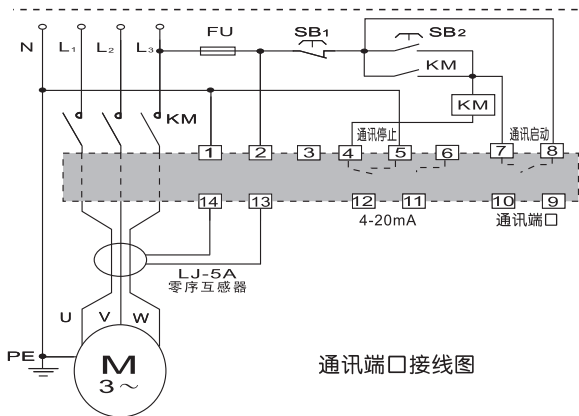 N L1 L2 L3 FU SB1 SB2
KM
KM KM
通讯停止 通讯启动
1 2 3 4 5 6 7 8
14 13 12 11 10 9
4-20mA 通讯端口
LJ-5A
零序互感器
U V W
PE
M
3～
通讯端口接线图